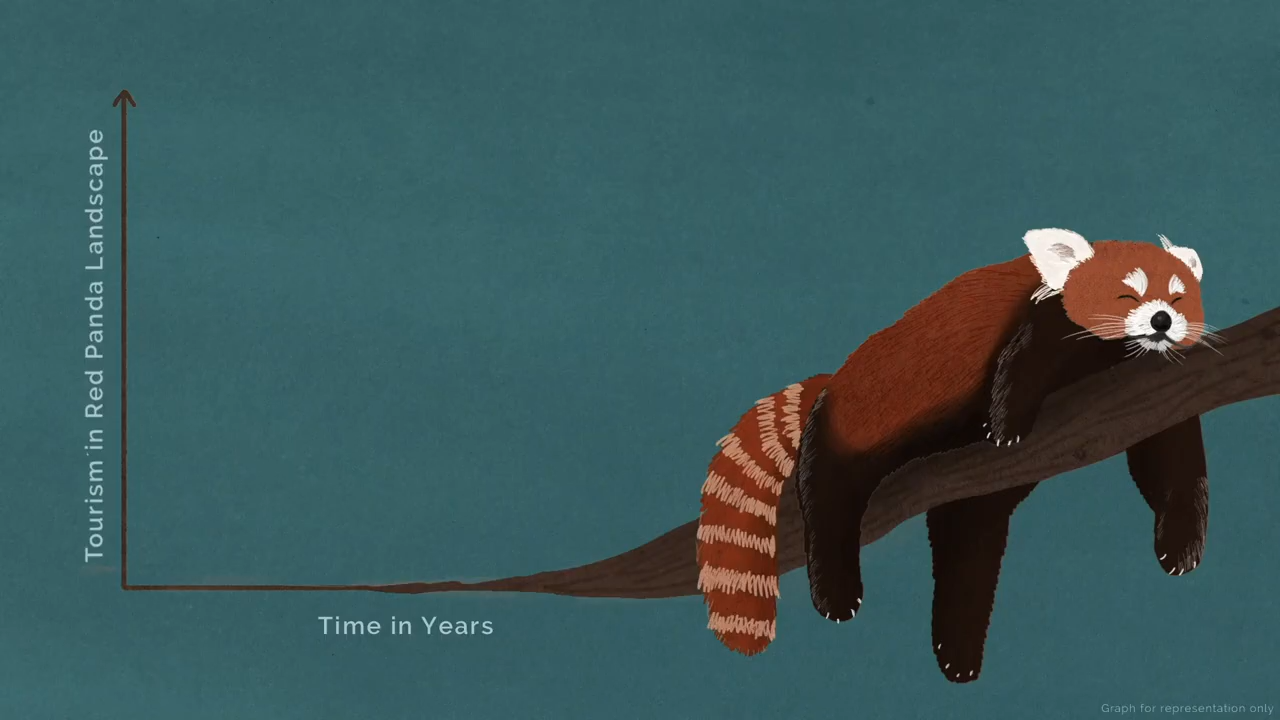 Tourism in Red Panda Landscape
Time in Years
Graph for representation only